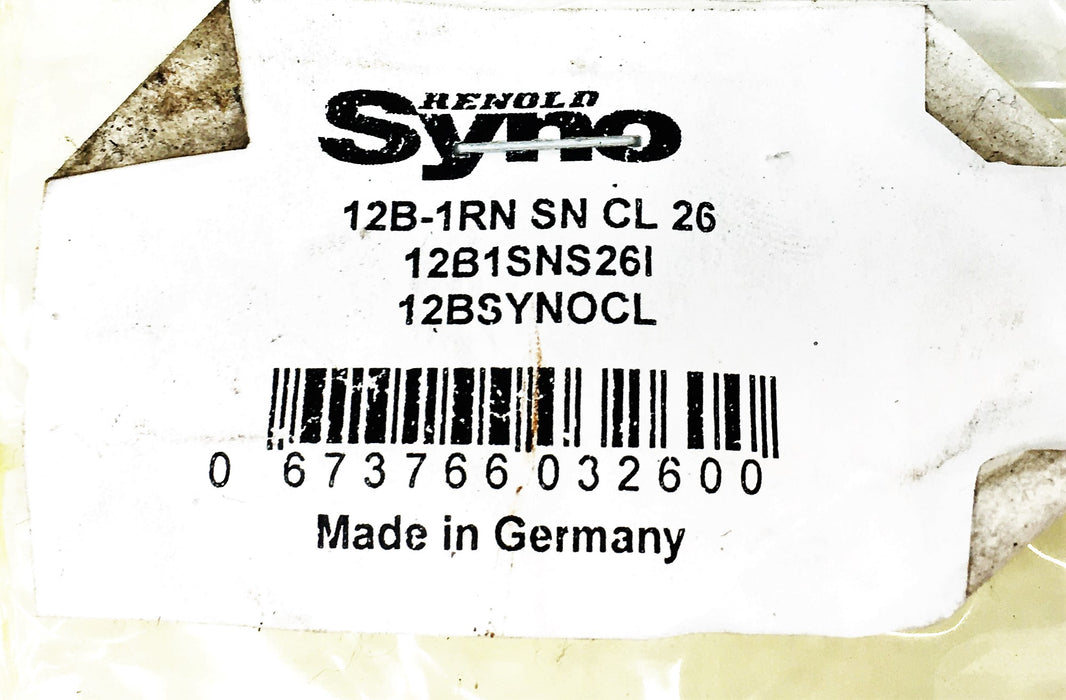 RENOLD
Syno
12B-1RN SN CL 26
12B1SNS26I
12BSYNOCL
0 673766 032600
Made in Germany